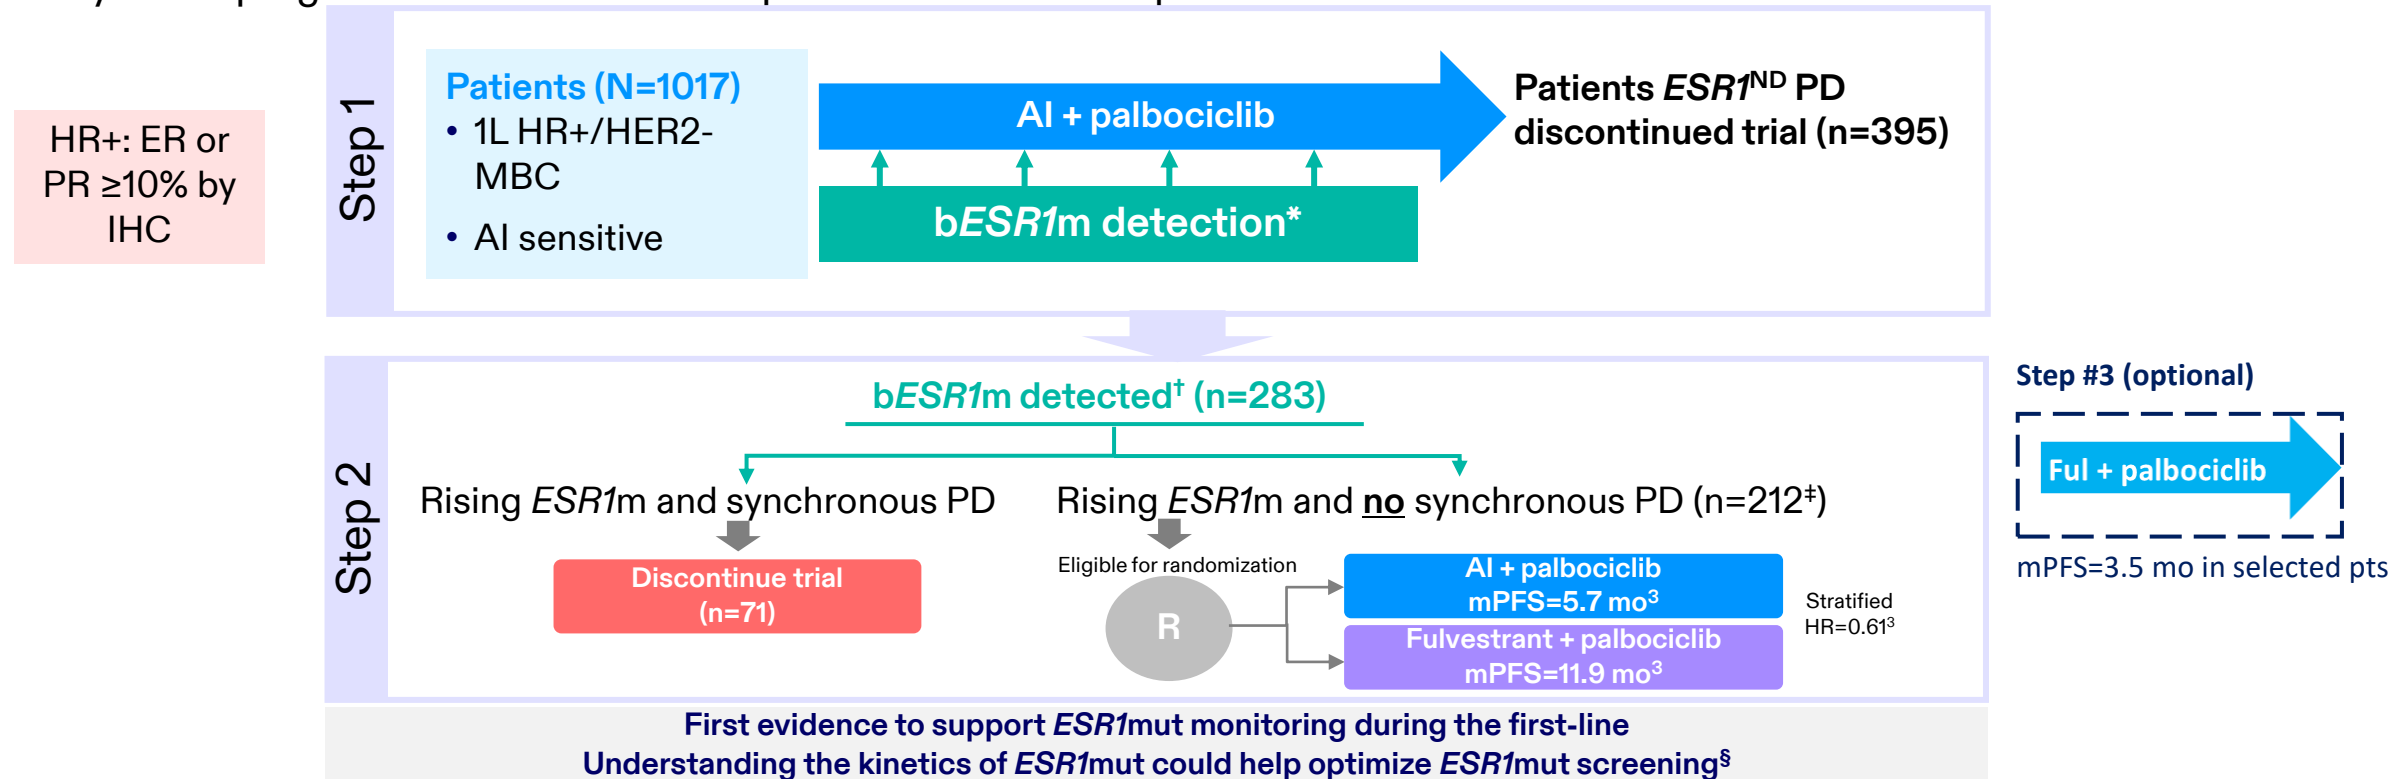 HR+: ER or
PR ≥10% by
IHC
Step 1
Patients (N=1017)
• 1L HR+/HER2-
MBC
• AI sensitive
AI + palbociclib
bESR1m detection*
Patients ESR1ND PD
discontinued trial (n=395)
Step 2
bESR1m detected† (n=283)
Rising ESR1m and synchronous PD
Discontinue trial
(n=71)
Rising ESR1m and no synchronous PD (n=212‡)
Eligible for randomization
R
AI + palbociclib
mPFS=5.7 mo3
Fulvestrant + palbociclib
mPFS=11.9 mo3
Stratified
HR=0.613
Step #3 (optional)
Ful + palbociclib
mPFS=3.5 mo in selected pts
First evidence to support ESR1mut monitoring during the first-line
Understanding the kinetics of ESR1mut could help optimize ESR1mut screening§